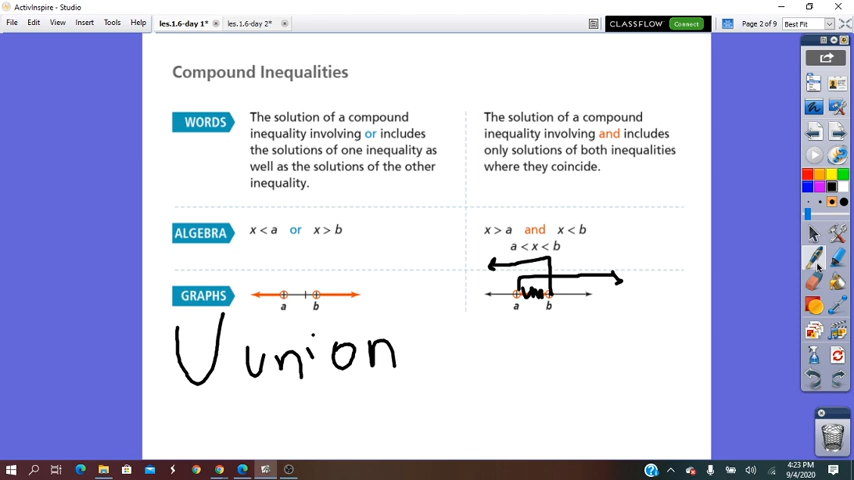 ActivInspire - Studio
File Edit View Insert Tools Help
les.1.6-day 1*
les.1.6-day 2*
CLASSFLOW
Connect
Page 2 of 9
Best Fit
Compound Inequalities
WORDS
The solution of a compound
inequality involving or includes
the solutions of one inequality as
well as the solutions of the other
inequality.
The solution of a compound
inequality involving and includes
only solutions of both inequalities
where they coincide.
ALGEBRA
x < a or x > b
x > a and x < b
a < x < b
GRAPHS
a b
a b
U union
4:23 PM
9/4/2020